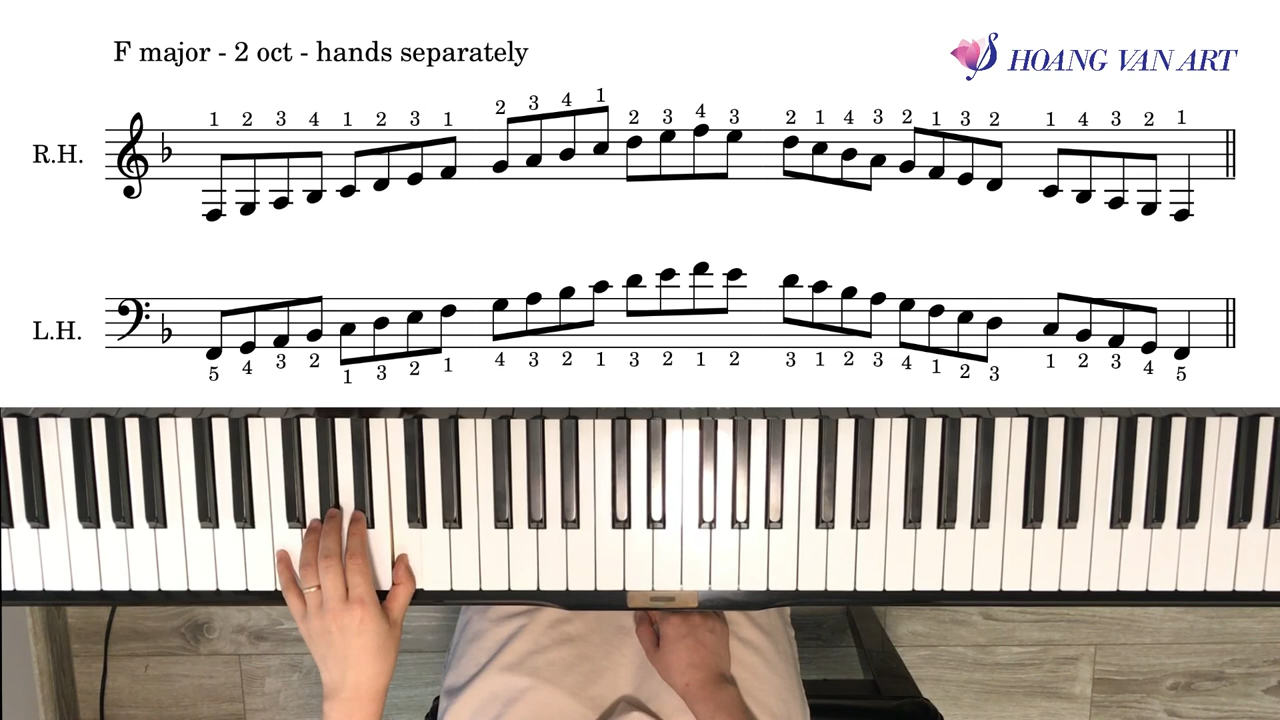 F major - 2 oct - hands separately
HOANG VAN ART
1 2 3 4 1 2 3 1 2 3 4 1 2 3 4 3 2 1 4 3 2 1 3 2 1 4 3 2 1
R.H.
L.H.
5 4 3 2 1 3 2 1 4 3 2 1 3 2 1 2 3 1 2 3 4 1 2 3 1 2 3 4 5